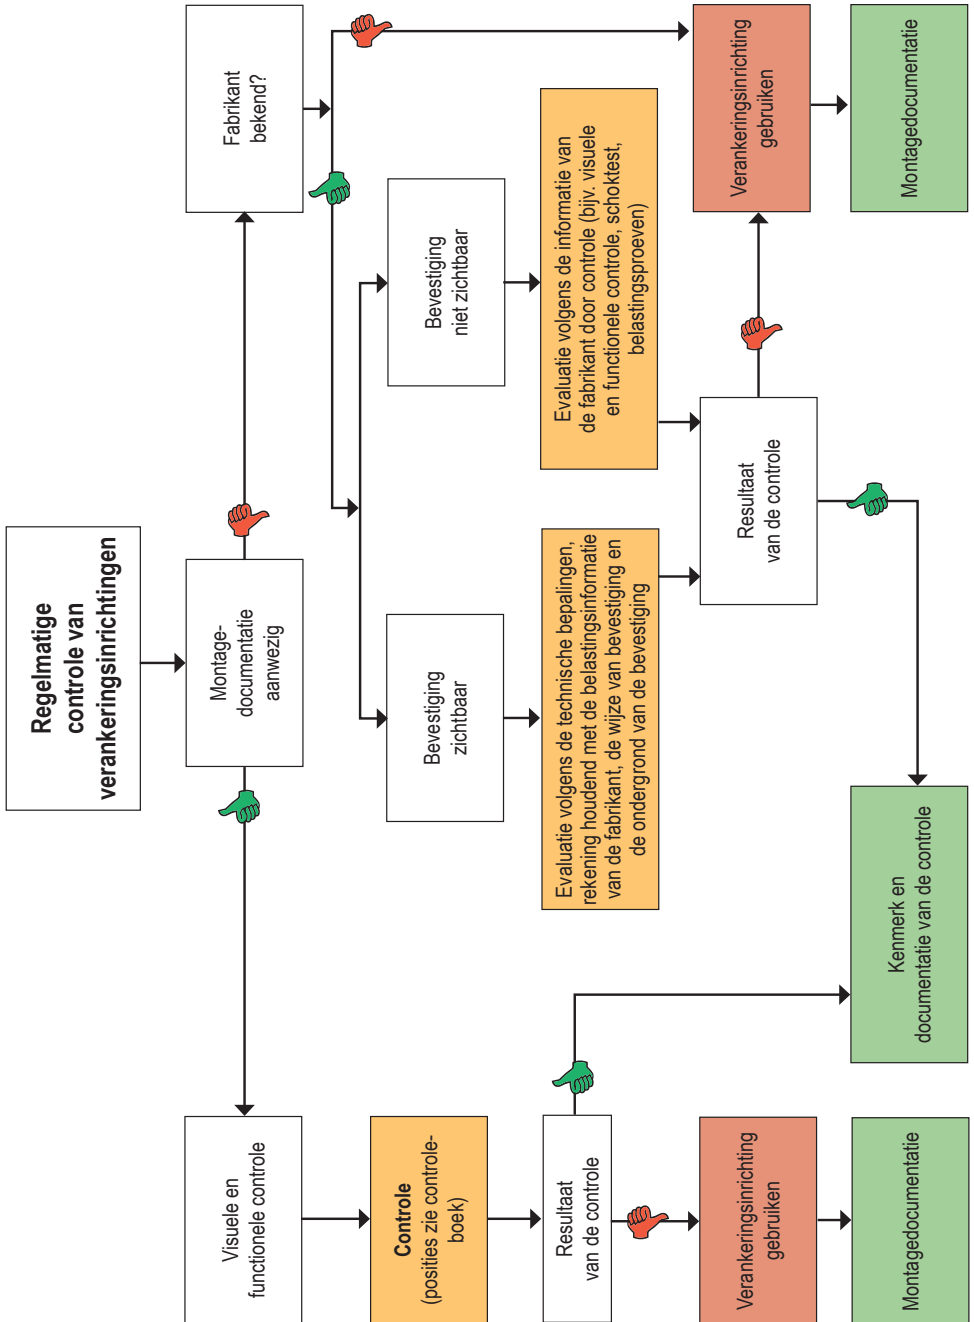 Regelmatige
controle van
verankeringsinrichtingen
Montage-
documentatie
aanwezig
Visuele en
functionele controle
Fabrikant
bekend?
Controle
(posities zie controle-
boek)
Bevestiging
zichtbaar
Bevestiging
niet zichtbaar
Resultaat
van de controle
Evaluatie volgens de technische bepalingen,
rekening houdend met de belastingsinformatie
van de fabrikant, de wijze van bevestiging en
de ondergrond van de bevestiging
Evaluatie volgens de informatie van
de fabrikant door controle (bijv. visuele
en functionele controle, schoktest,
belastingsproeven)
Verankeringsinrichting
gebruiken
Resultaat
van de controle
Verankeringsinrichting
gebruiken
Montagedocumentatie
Kenmerk en
documentatie van de controle
Montagedocumentatie